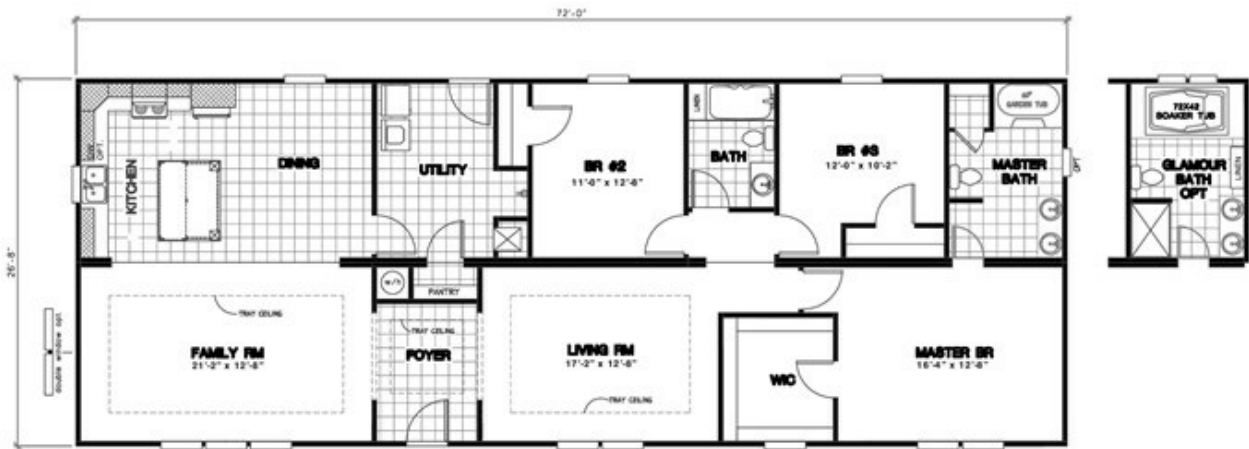 72'-0"
26'-8"
KITCHEN
DW
OPT.
DINING
UTILITY
BR #2
11'-0" x 12'-8"
LINEN
BATH
BR #3
12'-0" x 10'-2"
60"
GARDEN TUB
MASTER
BATH
OPT
72X42
SOAKER TUB
GLAMOUR
BATH
OPT
LINEN
double window opt.
TRAY CEILING
FAMILY RM
21'-2" x 12'-8"
W/H
PANTRY
TRAY CEILING
FOYER
LIVING RM
17'-2" x 12'-8"
TRAY CEILING
WIC
MASTER BR
16'-4" x 12'-8"